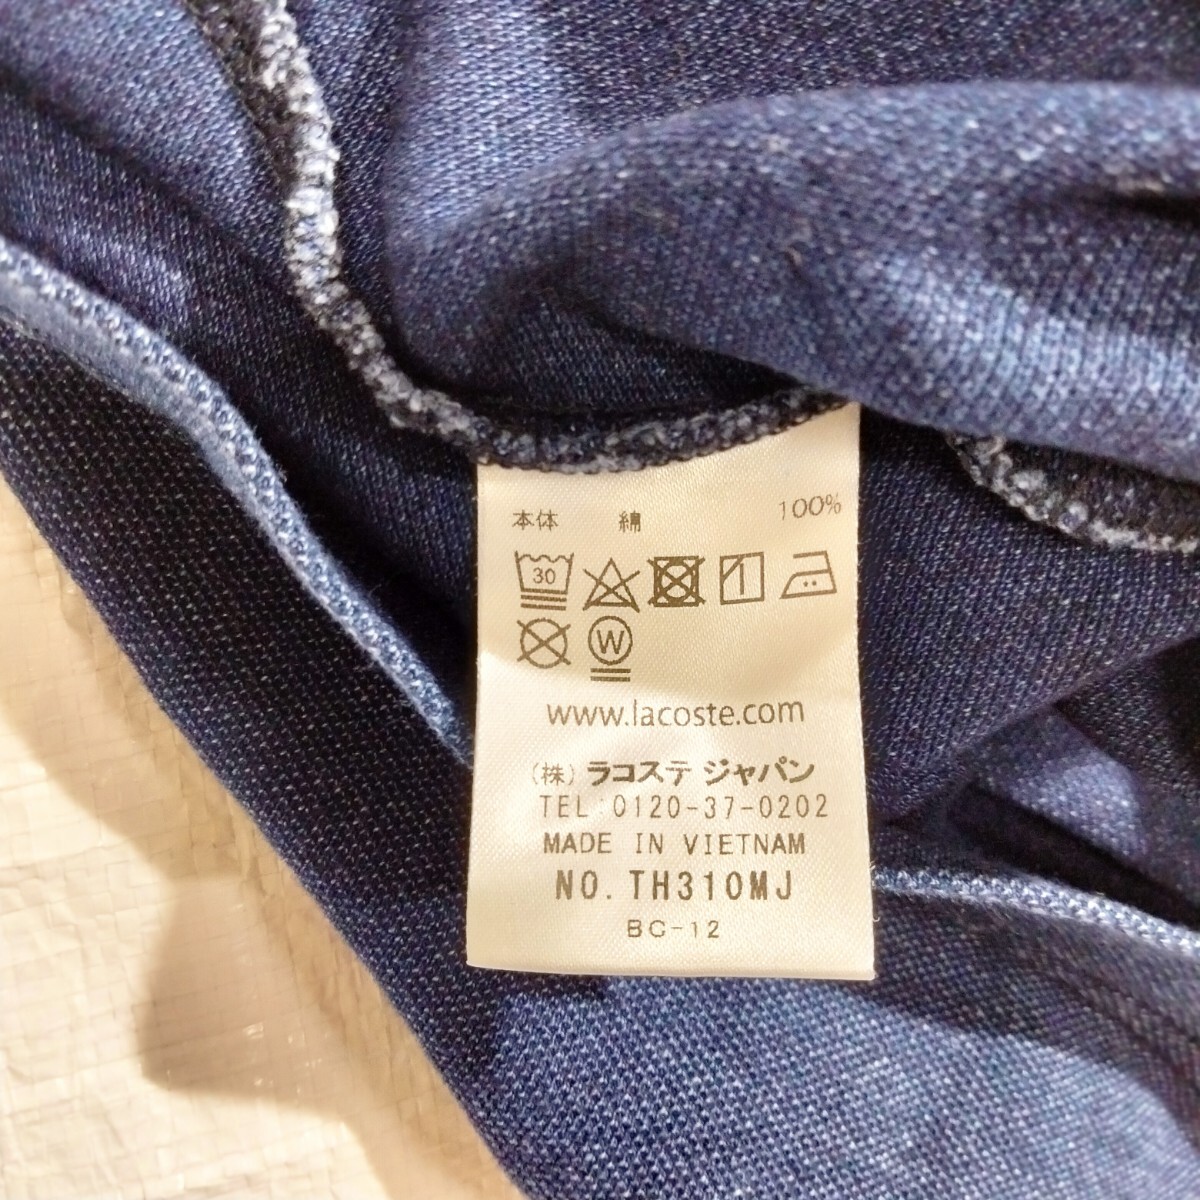 本体 綿 100%
30
W
www.lacoste.com
(株) ラコステ ジャパン
TEL:0120-37-0202
MADE IN VIETNAM
NO. TH310MJ
BC-12